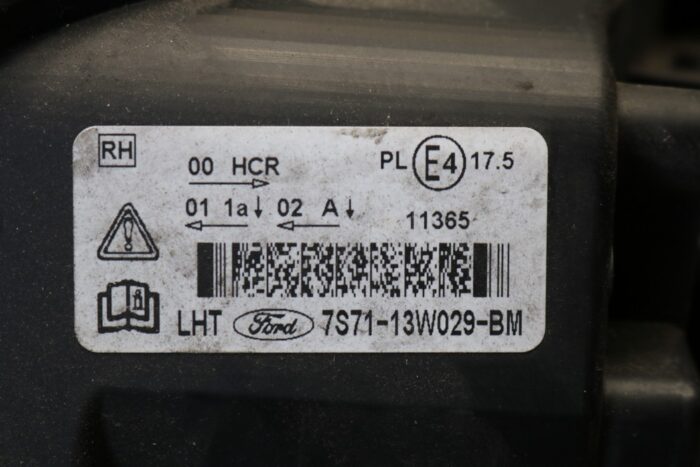 RH
00 HCR
PL E4 17.5
01 1a↓ 02 A↓
11365
LHT Ford 7S71-13W029-BM